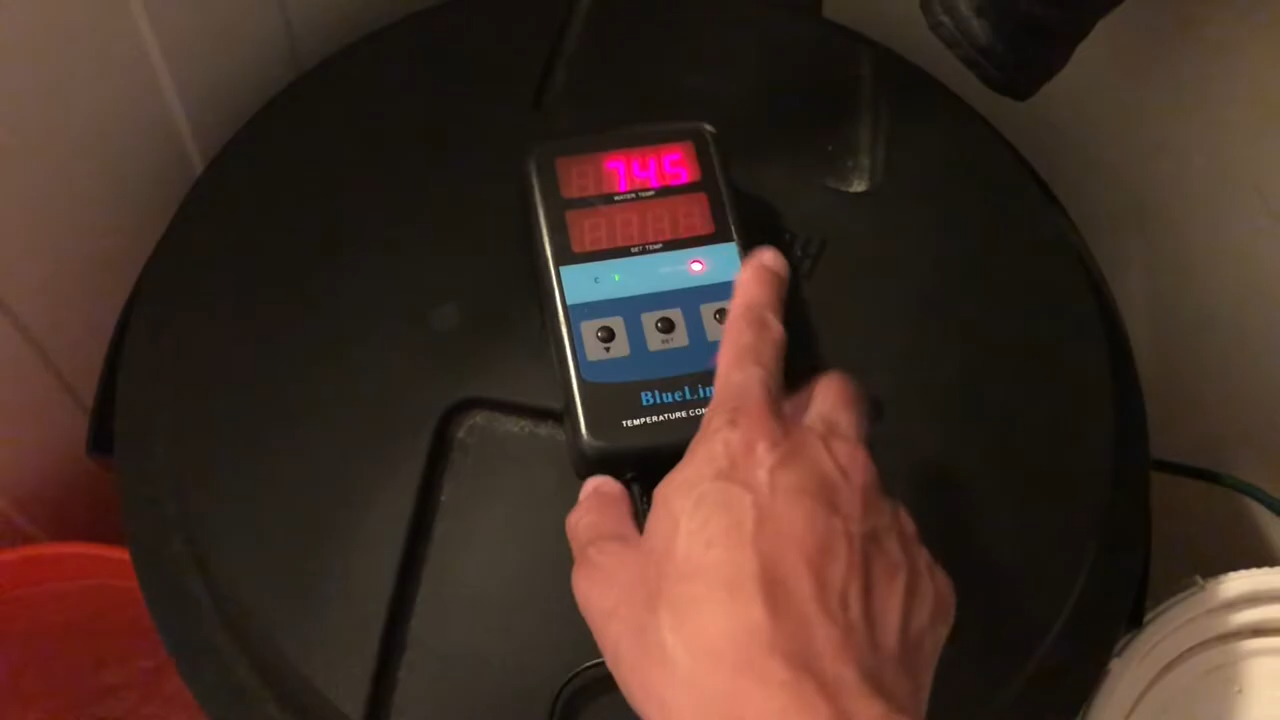 74.5
WATER TEMP
SET TEMP
C
SET
BlueLin
TEMPERATURE CON